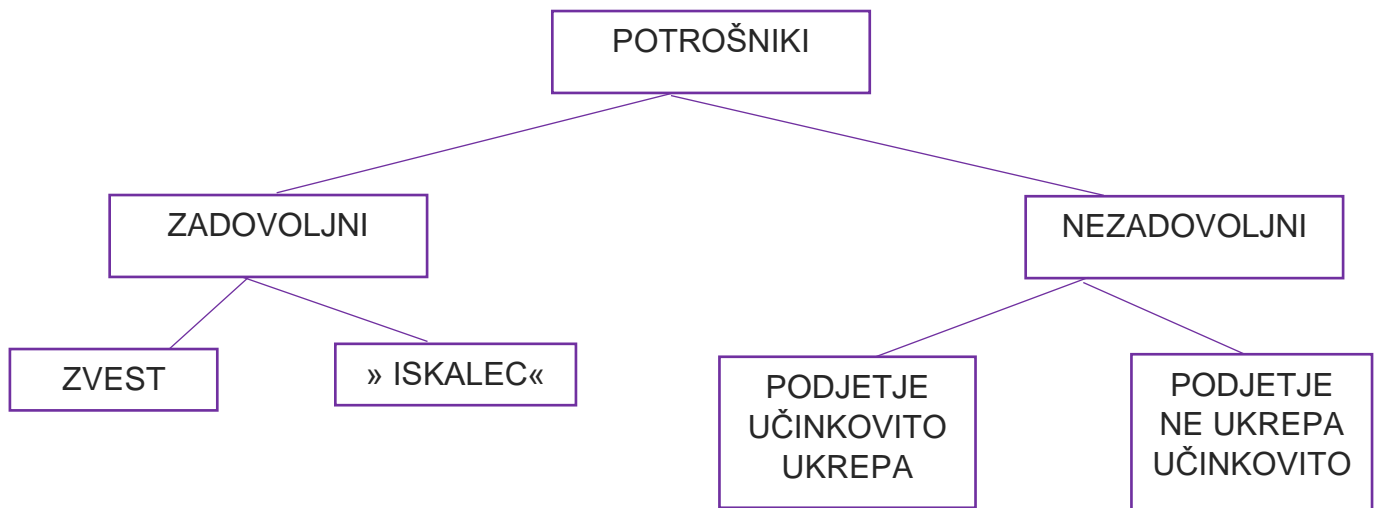 POTROŠNIKI
ZADOVOLJNI
NEZADOVOLJNI
ZVEST
» ISKALEC«
PODJETJE
UČINKOVITO
UKREPA
PODJETJE
NE UKREPA
UČINKOVITO